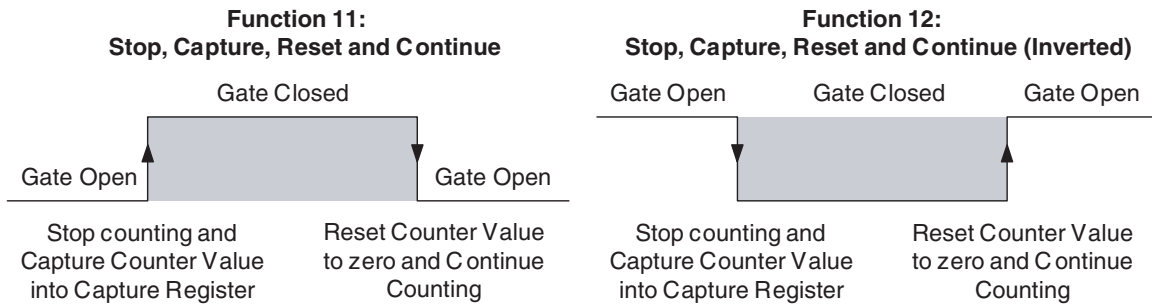 Function 11:
Stop, Capture, Reset and Continue
Gate Closed
Gate Open
Gate Open
Stop counting and
Capture Counter Value
into Capture Register
Reset Counter Value
to zero and Continue
Counting
Function 12:
Stop, Capture, Reset and Continue (Inverted)
Gate Open
Gate Closed
Gate Open
Stop counting and
Capture Counter Value
into Capture Register
Reset Counter Value
to zero and Continue
Counting